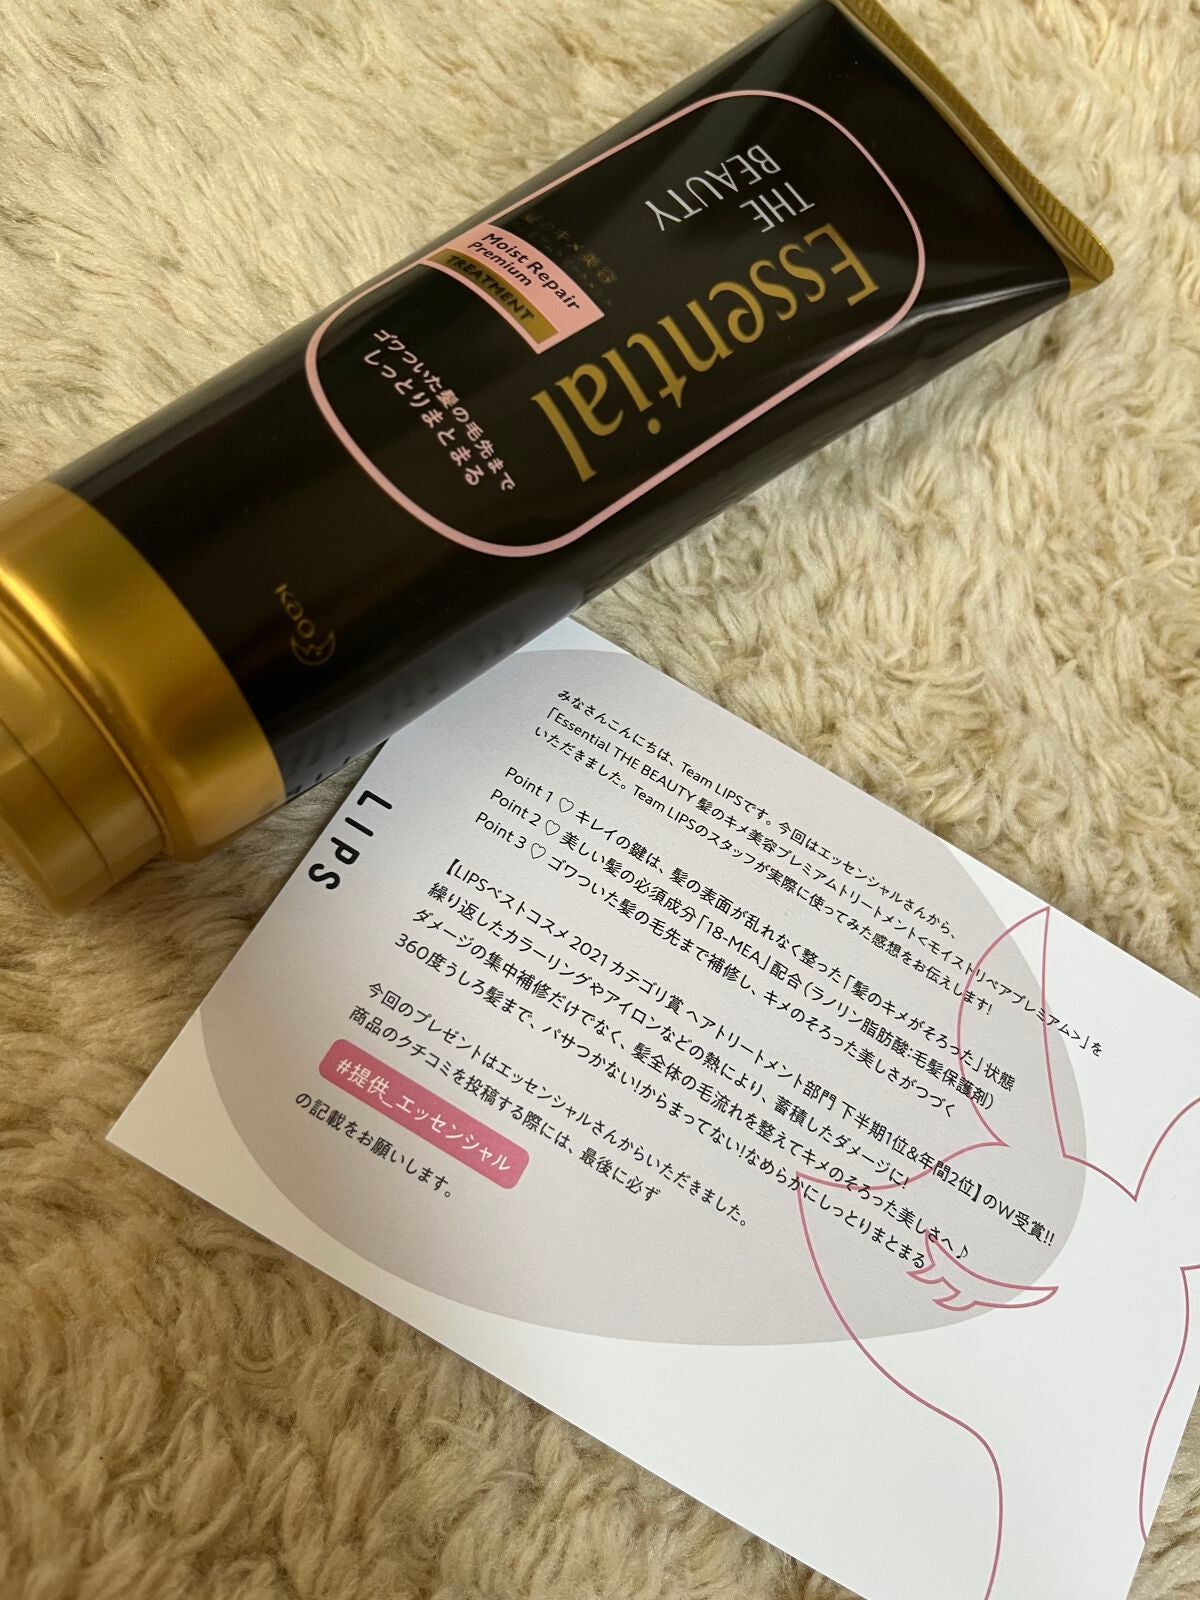 Essential
THE
BEAUTY
髪のキメ美容
Moist Repair
Premium
TREATMENT
ゴワついた髪の毛先まで
しっとりまとまる
kao
LIPS
みなさんこんにちは、Team LIPSです。今回はエッセンシャルさんから、
「Essential THE BEAUTY 髪のキメ美容プレミアムトリートメント<モイストリペアプレミアム>」を
いただきました。Team LIPSのスタッフが実際に使ってみた感想をお伝えします!
Point 1 ♡ キレイの鍵は、髪の表面が乱れなく整った「髪のキメがそろった」状態
Point 2 ♡ 美しい髪の必須成分「18-MEA」配合(ラノリン脂肪酸:毛髪保護剤)
Point 3 ♡ ゴワついた髪の毛先まで補修し、キメのそろった美しさがつづく
【LIPSベストコスメ2021 カテゴリ賞 ヘアトリートメント部門 下半期1位&年間2位】のW受賞!!
繰り返したカラーリングやアイロンなどの熱により、蓄積したダメージに!
ダメージの集中補修だけでなく、髪全体の毛流れを整えてキメのそろった美しさへ♪
360度うしろ髪まで、パサつかない!からまってない!なめらかにしっとりまとまる
今回のプレゼントはエッセンシャルさんからいただきました。
商品のクチコミを投稿する際には、最後に必ず
#提供_エッセンシャル
の記載をお願いします。